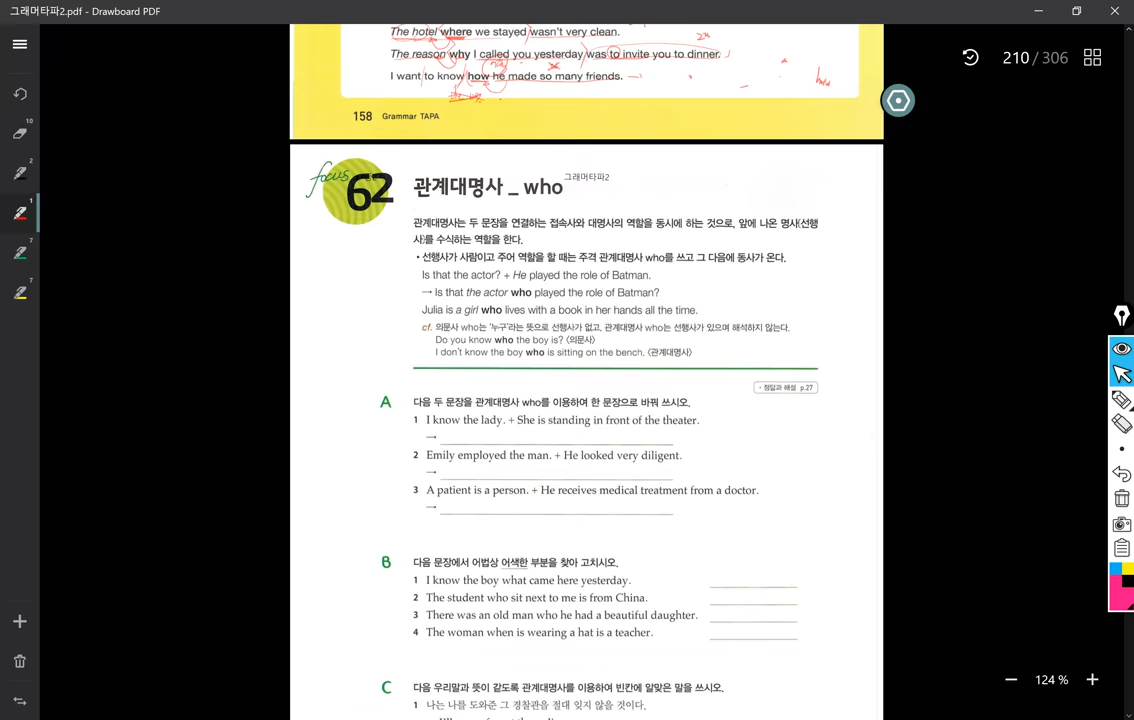 그래머타파2.pdf - Drawboard PDF
210 / 306
The hotel where we stayed wasn't very clean.
The reason why I called you yesterday was to invite you to dinner.
I want to know how he made so many friends.
158 Grammar TAPA
focus
62
관계대명사 _ who
그래머타파2
관계대명사는 두 문장을 연결하는 접속사와 대명사의 역할을 동시에 하는 것으로, 앞에 나온 명사(선행
사)를 수식하는 역할을 한다.
• 선행사가 사람이고 주어 역할을 할 때는 주격 관계대명사 who를 쓰고 그 다음에 동사가 온다.
Is that the actor? + He played the role of Batman.
→ Is that the actor who played the role of Batman?
Julia is a girl who lives with a book in her hands all the time.
cf. 의문사 who는 '누구'라는 뜻으로 선행사가 없고, 관계대명사 who는 선행사가 있으며 해석하지 않는다.
Do you know who the boy is? 〈의문사〉
I don't know the boy who is sitting on the bench. 〈관계대명사〉
• 정답과 해설 p.27
A 다음 두 문장을 관계대명사 who를 이용하여 한 문장으로 바꿔 쓰시오.
1 I know the lady. + She is standing in front of the theater.
→
2 Emily employed the man. + He looked very diligent.
→
3 A patient is a person. + He receives medical treatment from a doctor.
→
B 다음 문장에서 어법상 어색한 부분을 찾아 고치시오.
1 I know the boy what came here yesterday.
2 The student who sit next to me is from China.
3 There was an old man who he had a beautiful daughter.
4 The woman when is wearing a hat is a teacher.
C 다음 우리말과 뜻이 같도록 관계대명사를 이용하여 빈칸에 알맞은 말을 쓰시오.
1 나는 나를 도와준 그 경찰관을 절대 잊지 않을 것이다.
10
2
1
7
7
124 %